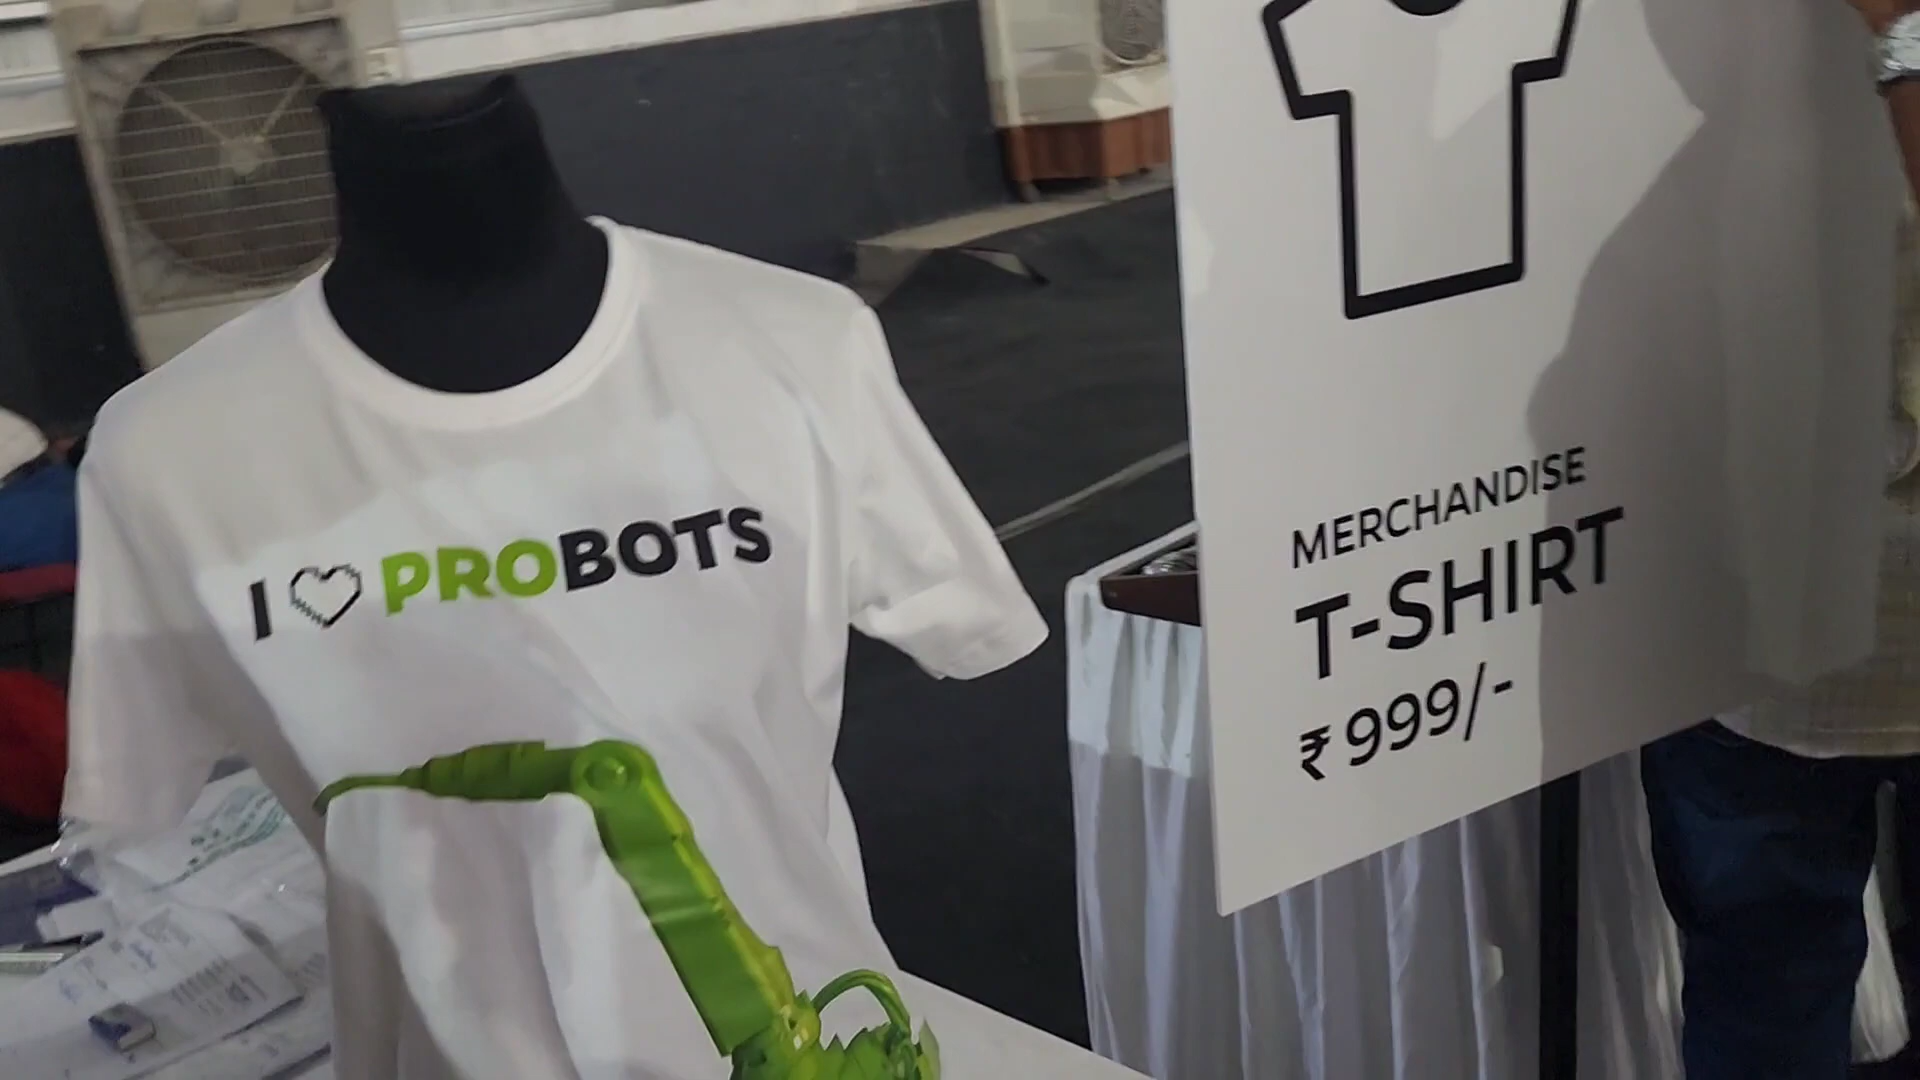 I PROBOTS
MERCHANDISE
T-SHIRT
₹ 999/-